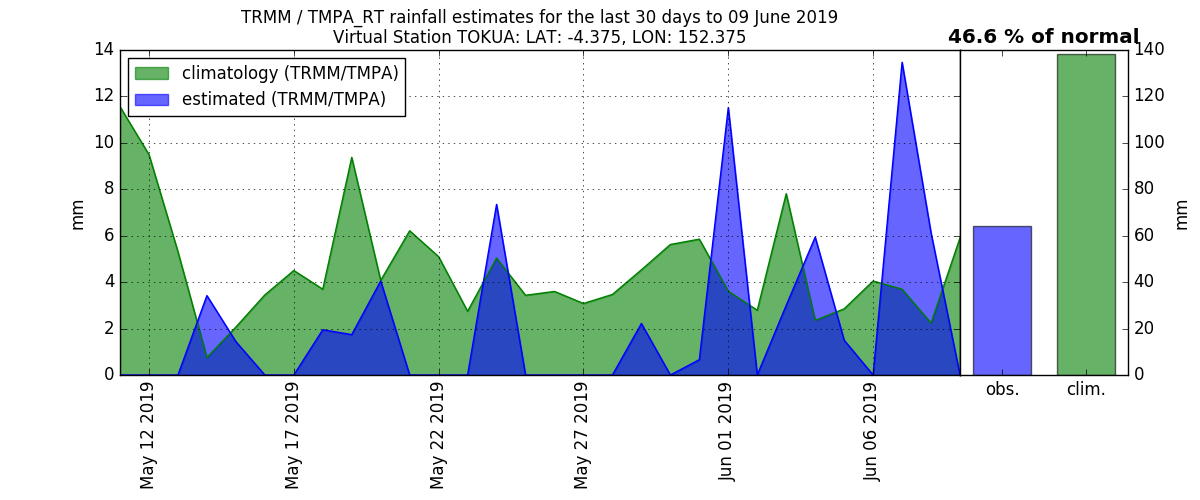 TRMM / TMPA_RT rainfall estimates for the last 30 days to 09 June 2019
Virtual Station TOKUA: LAT: -4.375, LON: 152.375
46.6 % of normal
climatology (TRMM/TMPA)
estimated (TRMM/TMPA)
14
12
10
8
6
4
2
0
mm
May 12 2019
May 17 2019
May 22 2019
May 27 2019
Jun 01 2019
Jun 06 2019
obs.
clim.
140
120
100
80
60
40
20
0
mm